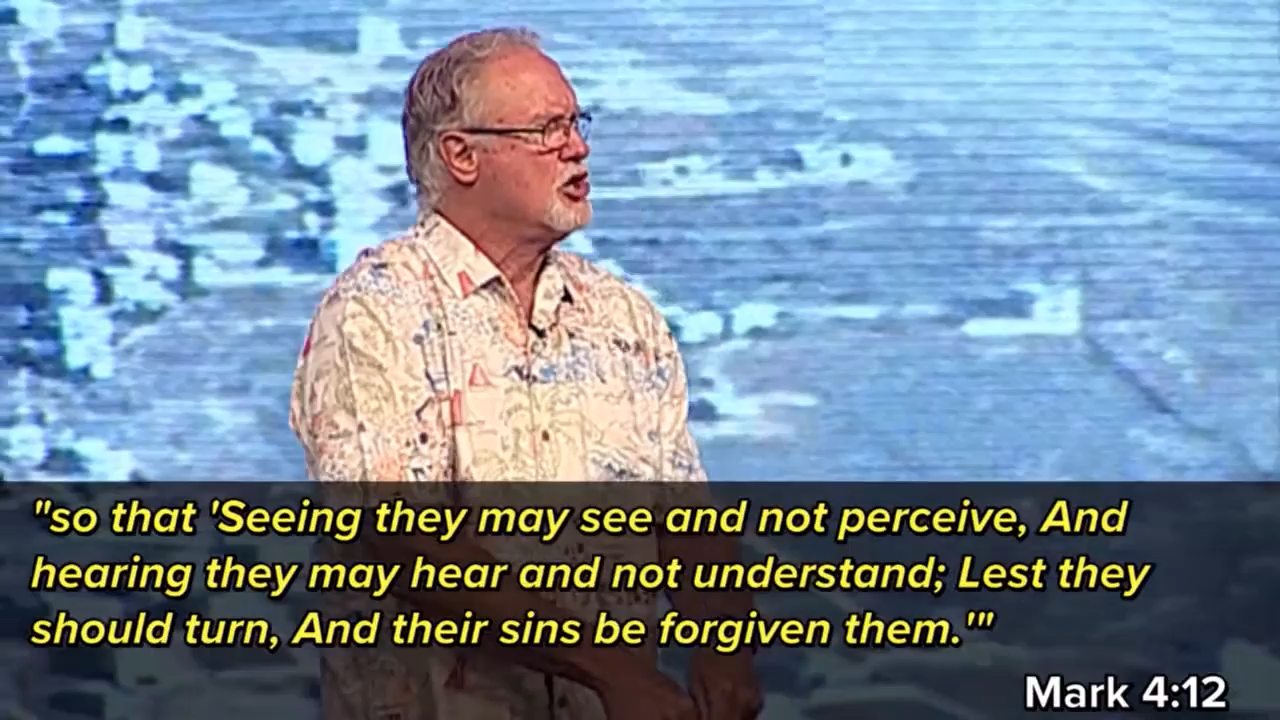 "so that 'Seeing they may see and not perceive, And
hearing they may hear and not understand; Lest they
should turn, And their sins be forgiven them.'"
Mark 4:12